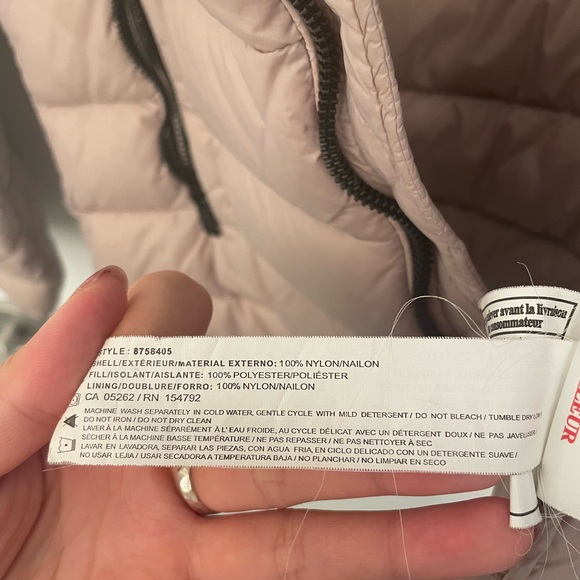 STYLE : 8758405
SHELL/EXTÉRIEUR/MATERIAL EXTERNO: 100% NYLON/NAILON
FILL/ISOLANT/AISLANTE: 100% POLYESTER/POLIÉSTER
LINING/DOUBLURE/FORRO: 100% NYLON/NAILON
CA 05262 / RN 154792
MACHINE WASH SEPARATELY IN COLD WATER, GENTLE CYCLE WITH MILD DETERGENT / DO NOT BLEACH / TUMBLE DRY LOW /
DO NOT IRON / DO NOT DRY CLEAN
LAVER À LA MACHINE SÉPARÉMENT À L'EAU FROIDE, AU CYCLE DÉLICAT AVEC UN DÉTERGENT DOUX / NE PAS JAVELISER/
SÉCHER À LA MACHINE BASSE TEMPÉRATURE / NE PAS REPASSER / NE PAS NETTOYER À SEC
LAVAR EN LAVADORA, SEPARAR LAS PIEZAS, CON AGUA FRIA, EN CICLO DELICADO CON UN DETERGENTE SUAVE/
NO USAR LEJIA / USAR SECADORA A TEMPERATURA BAJA / NO PLANCHAR / NO LIMPIAR EN SECO
avant la livraison
consommateur
EUR